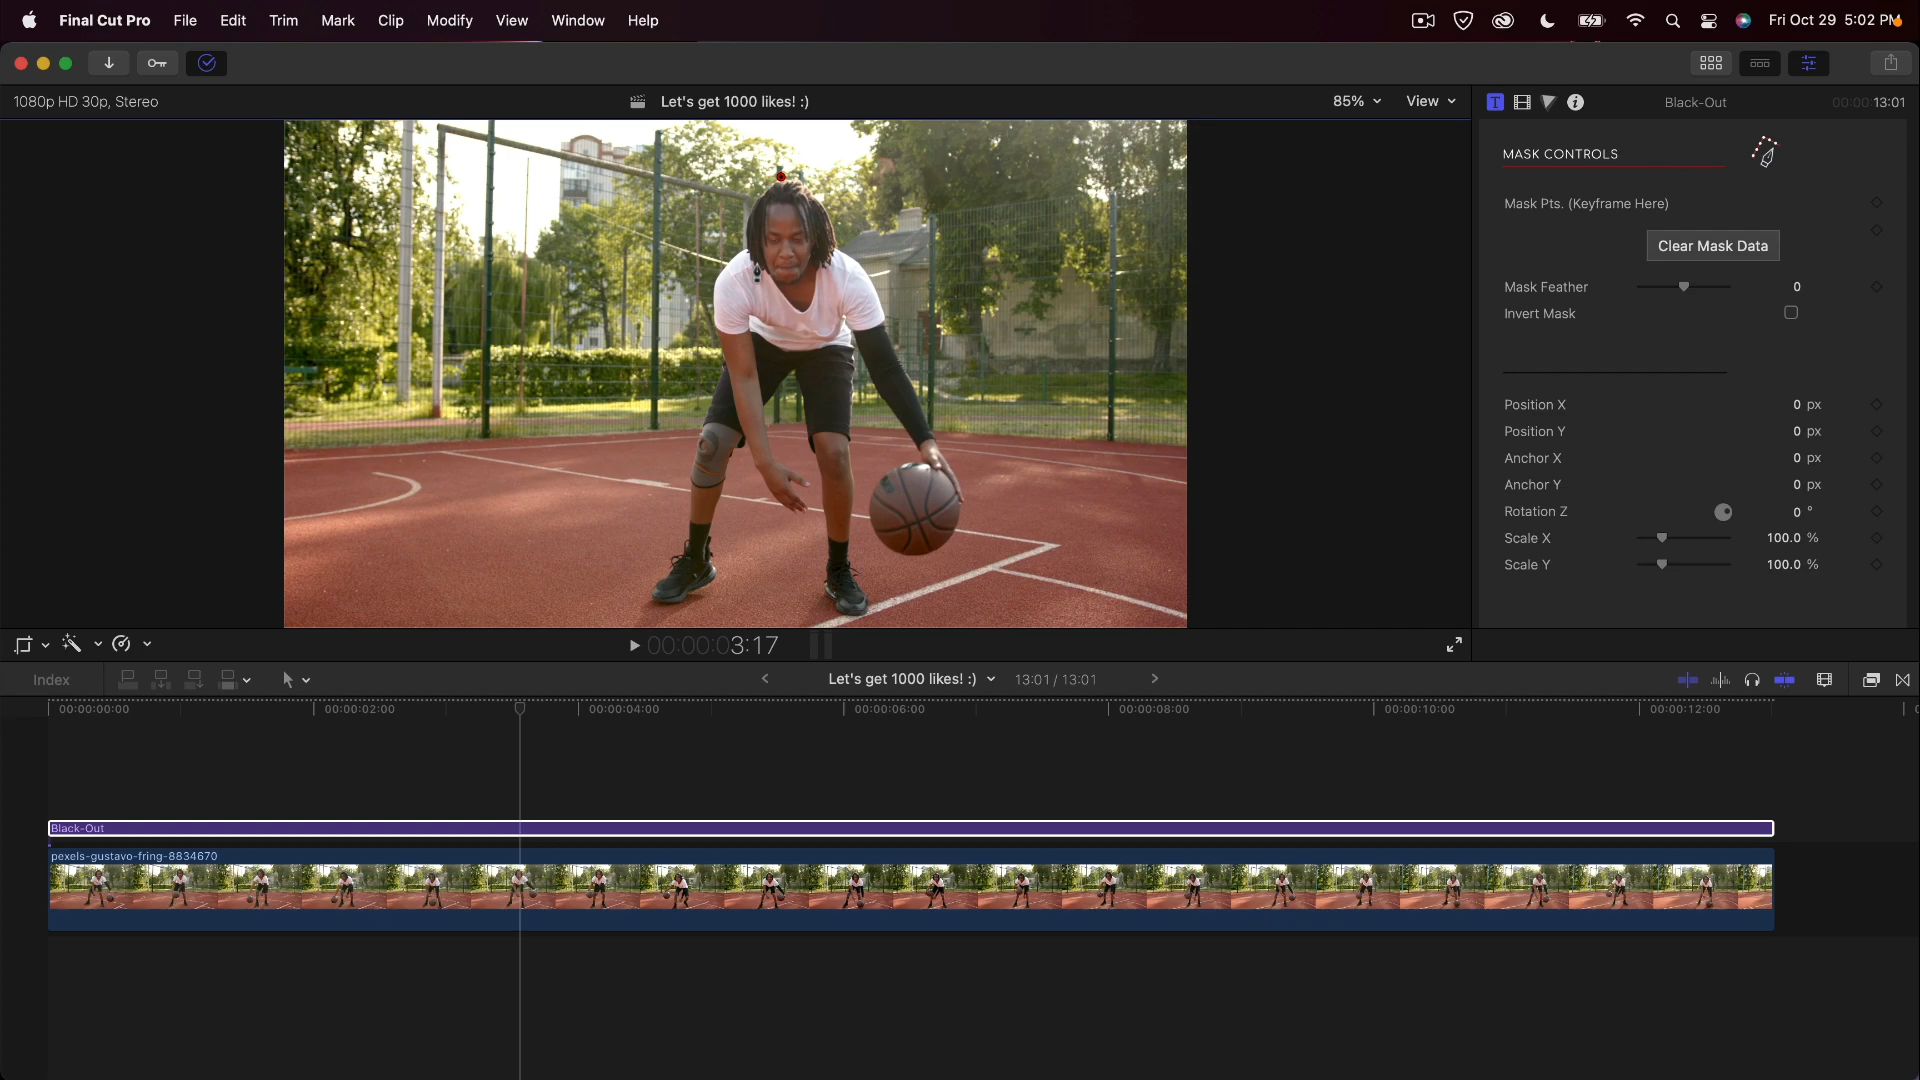 Final Cut Pro File Edit Trim Mark Clip Modify View Window Help Fri Oct 29 5:02 PM
1080p HD 30p, Stereo Let's get 1000 likes! :) 85% View T Black-Out 00:00:13:01
MASK CONTROLS
Mask Pts. (Keyframe Here)
Clear Mask Data
Mask Feather 0
Invert Mask
Position X 0 px
Position Y 0 px
Anchor X 0 px
Anchor Y 0 px
Rotation Z 0 °
Scale X 100.0 %
Scale Y 100.0 %
00:00:03:17
Index Let's get 1000 likes! :) 13:01 / 13:01
00:00:00:00 00:00:02:00 00:00:04:00 00:00:06:00 00:00:08:00 00:00:10:00 00:00:12:00
Black-Out
pexels-gustavo-fring-8834670